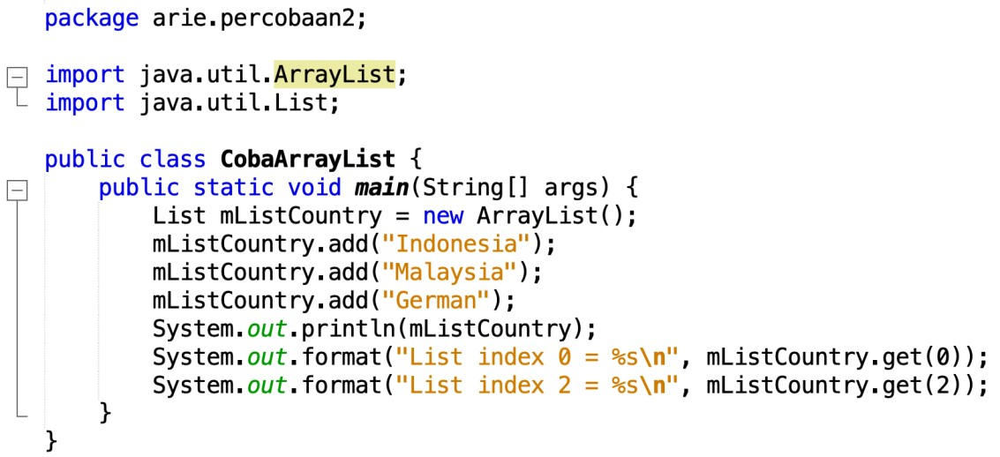 package arie.percobaan2;
import java.util.ArrayList;
import java.util.List;
public class CobaArrayList {
public static void main(String[] args) {
List mListCountry = new ArrayList();
mListCountry.add("Indonesia");
mListCountry.add("Malaysia");
mListCountry.add("German");
System.out.println(mListCountry);
System.out.format("List index 0 = %s\n", mListCountry.get(0));
System.out.format("List index 2 = %s\n", mListCountry.get(2));
}
}